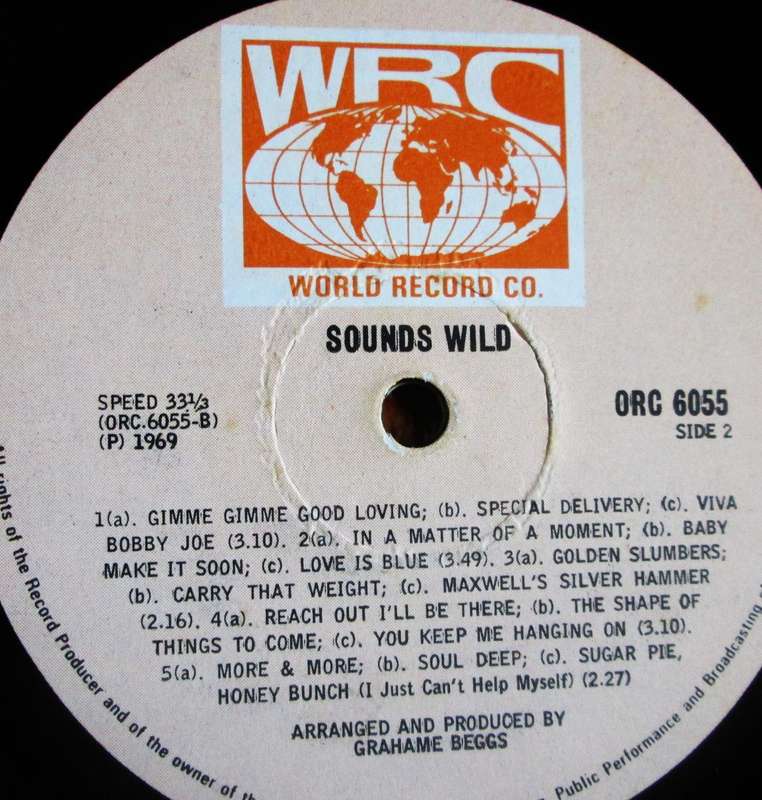 WRC
WORLD RECORD CO.
SOUNDS WILD
SPEED 33⅓
(ORC.6055-B)
(P) 1969
ORC 6055
SIDE 2
1(a). GIMME GIMME GOOD LOVING; (b). SPECIAL DELIVERY; (c). VIVA
BOBBY JOE (3.10). 2(a). IN A MATTER OF A MOMENT; (b). BABY
MAKE IT SOON; (c). LOVE IS BLUE (3.49). 3(a). GOLDEN SLUMBERS;
(b). CARRY THAT WEIGHT; (c). MAXWELL'S SILVER HAMMER
(2.16). 4(a). REACH OUT I'LL BE THERE; (b). THE SHAPE OF
THINGS TO COME; (c). YOU KEEP ME HANGING ON (3.10).
5(a). MORE & MORE; (b). SOUL DEEP; (c). SUGAR PIE,
HONEY BUNCH (I Just Can't Help Myself) (2.27)
ARRANGED AND PRODUCED BY
GRAHAME BEGGS
All rights of the Record Producer and of the owner of
Public Performance and Broadcasting